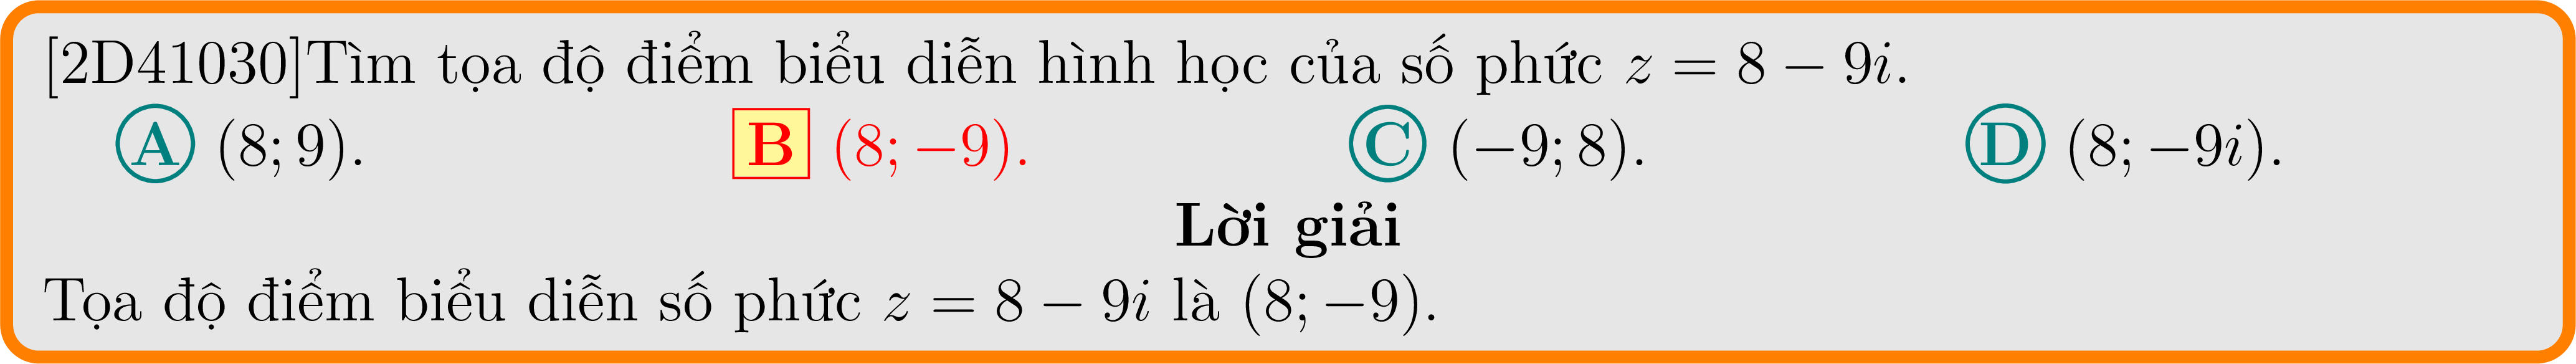 [2D41030]Tìm tọa độ điểm biểu diễn hình học của số phức z = 8 − 9i.
A (8; 9). B (8; −9). C (−9; 8). D (8; −9i).
Lời giải
Tọa độ điểm biểu diễn số phức z = 8 − 9i là (8; −9).